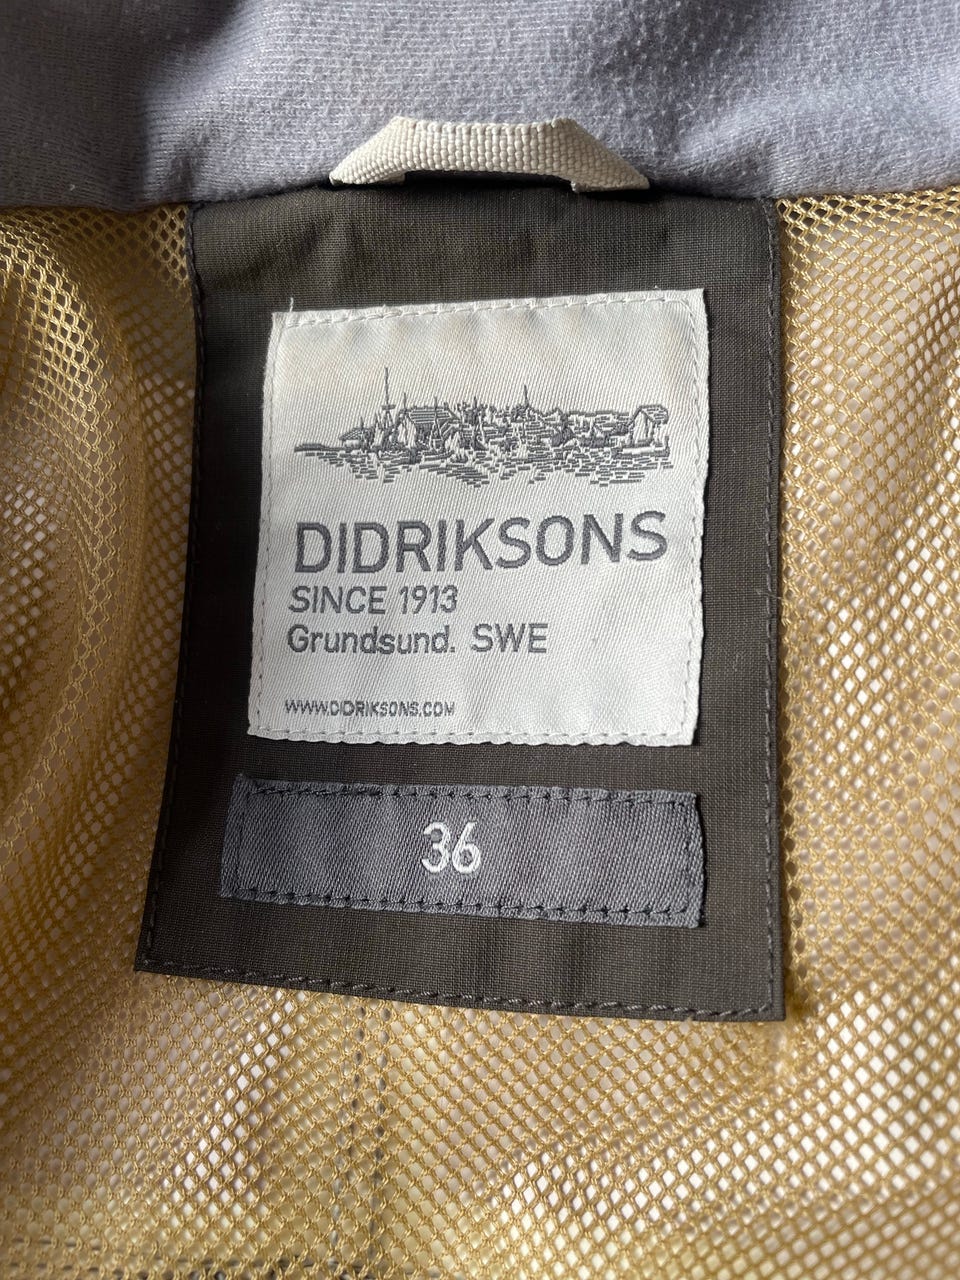 DIDRIKSONS
SINCE 1913
Grundsund. SWE
WWW.DIDRIKSONS.COM
36